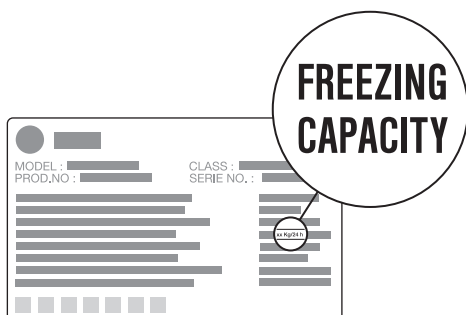 FREEZING
CAPACITY
MODEL :
CLASS :
PROD.NO :
SERIE NO. :
xx Kg/24 h